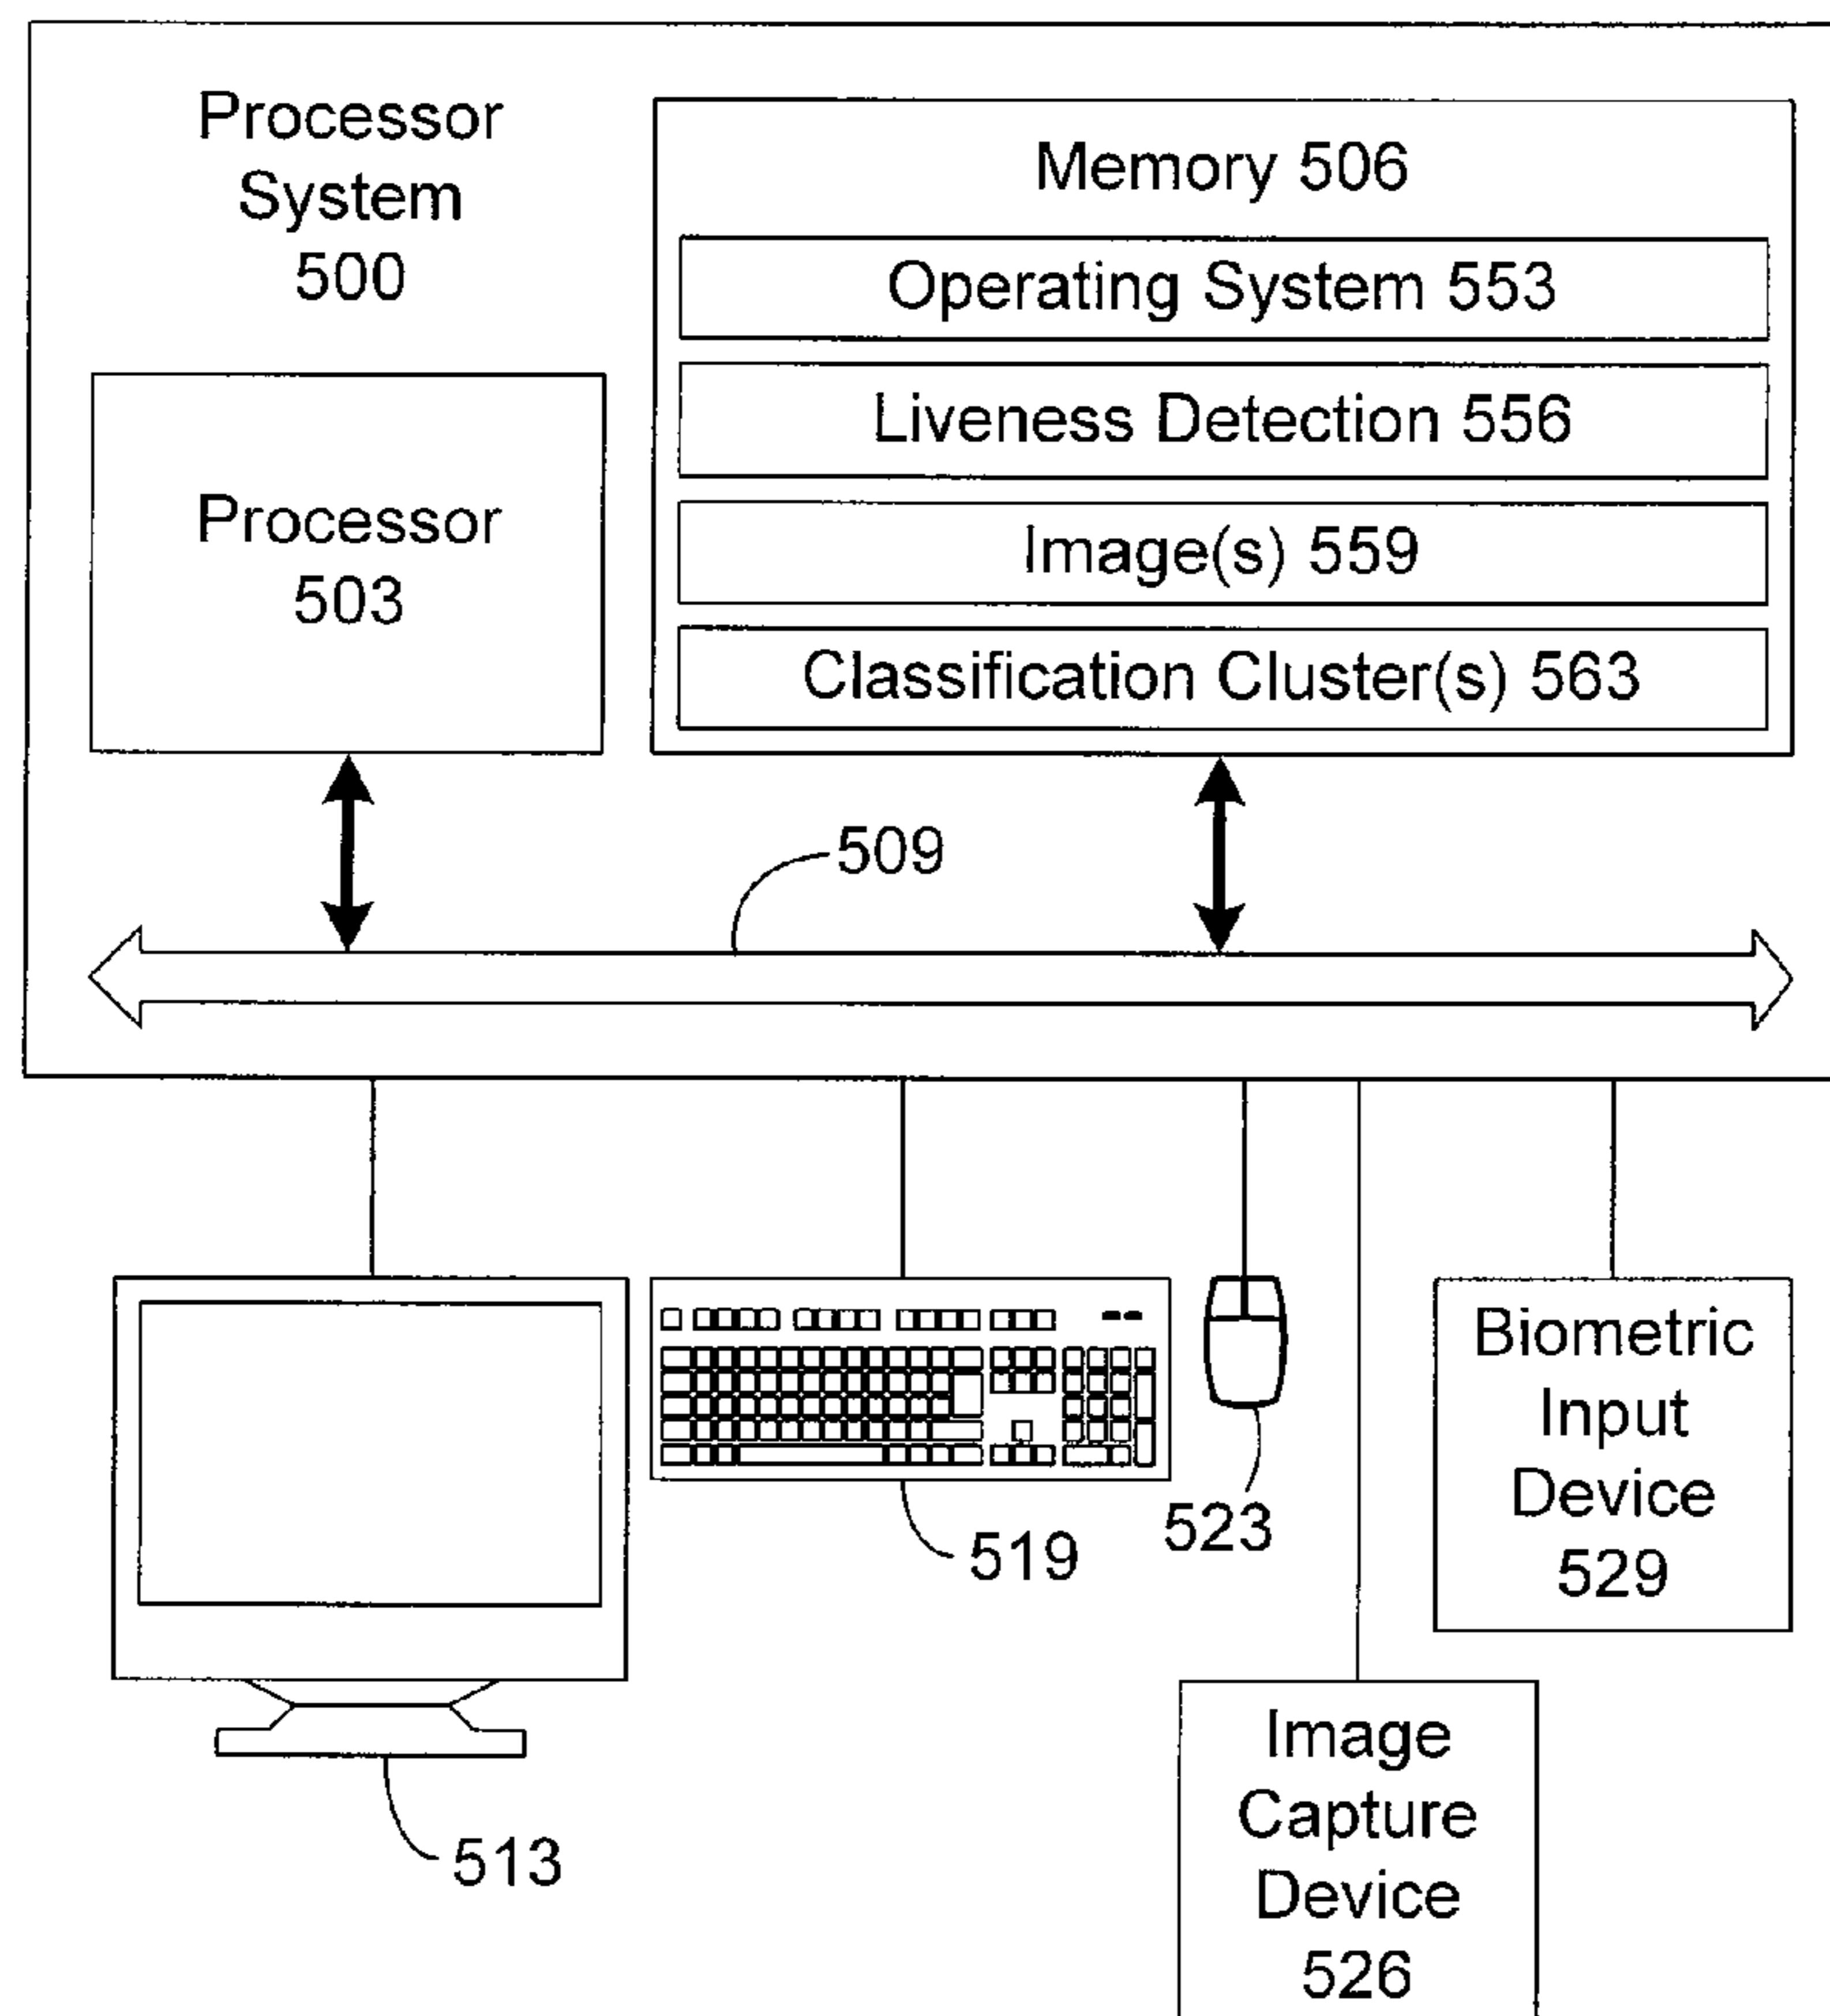 Processor
System
500
Memory 506
Operating System 553
Liveness Detection 556
Image(s) 559
Classification Cluster(s) 563
Processor
503
509
Biometric
Input
Device
529
523
519
Image
Capture
Device
526
513